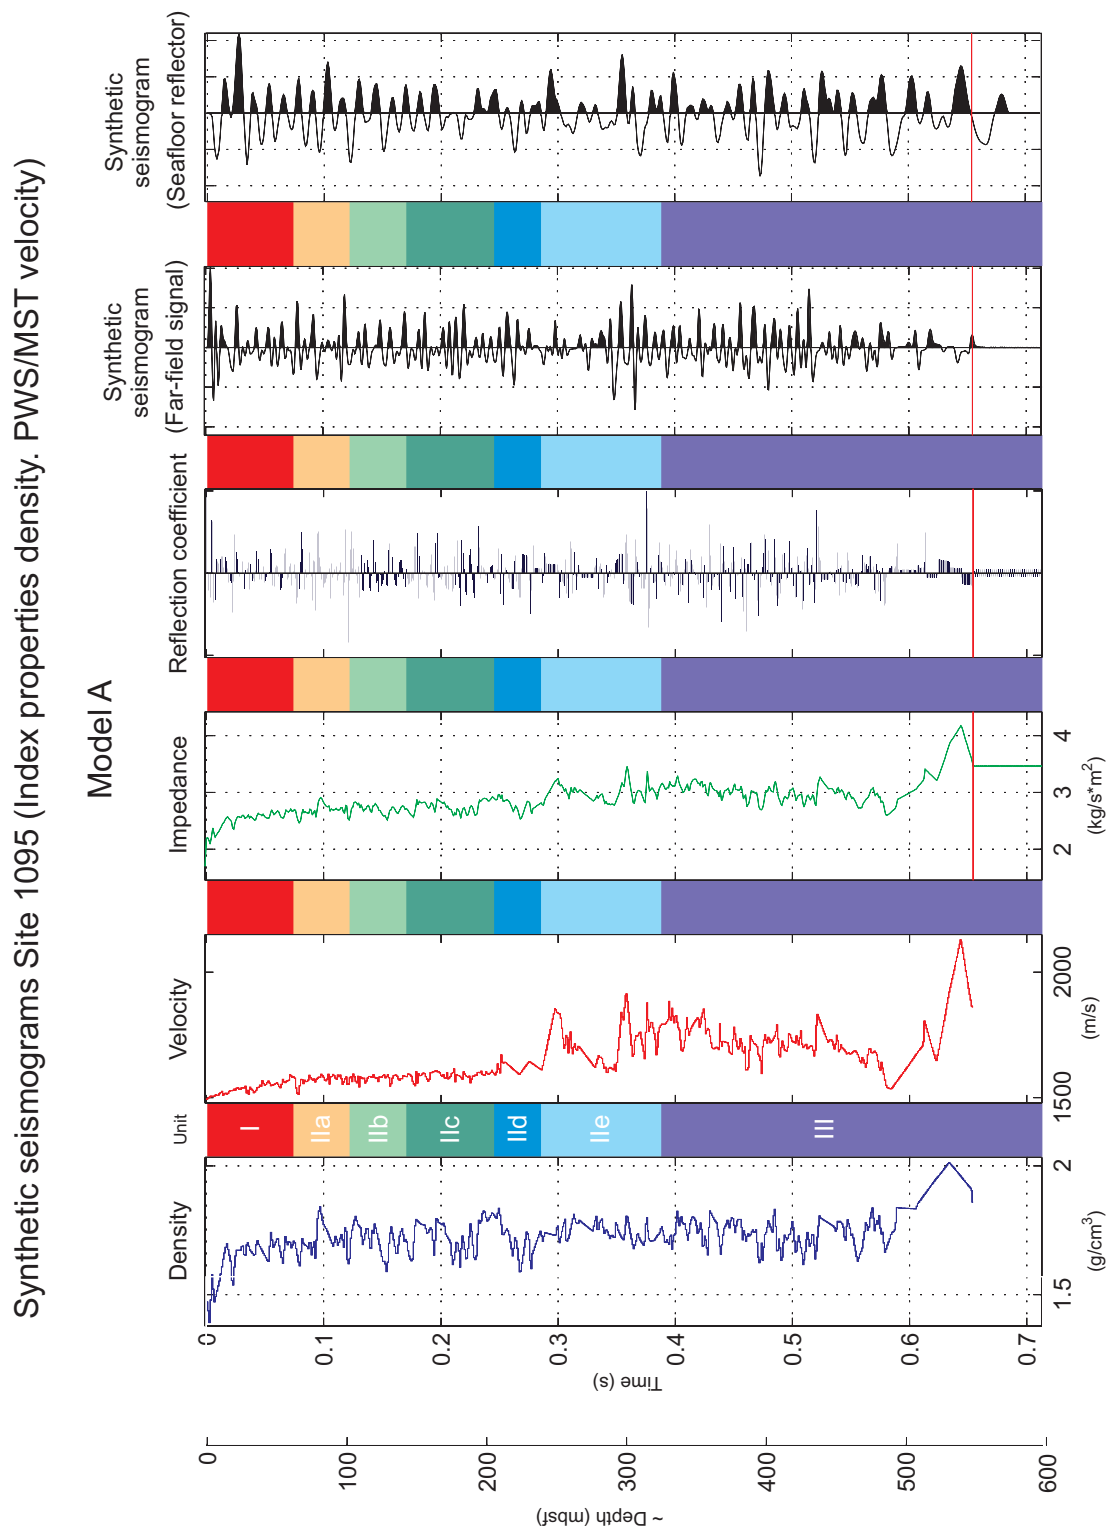 Synthetic seismograms Site 1095 (Index properties density. PWS/MIST velocity)
Model A
~ Depth (mbsf)
0
100
200
300
400
500
600
Time (s)
0
0.1
0.2
0.3
0.4
0.5
0.6
0.7
Density
1.5
2
(g/cm3)
Unit
I
IIa
IIb
IIc
IId
IIe
III
Velocity
1500
2000
(m/s)
Impedance
2
3
4
(kg/s*m2)
Reflection coefficient
Synthetic
seismogram
(Far-field signal)
Synthetic
seismogram
(Seafloor reflector)